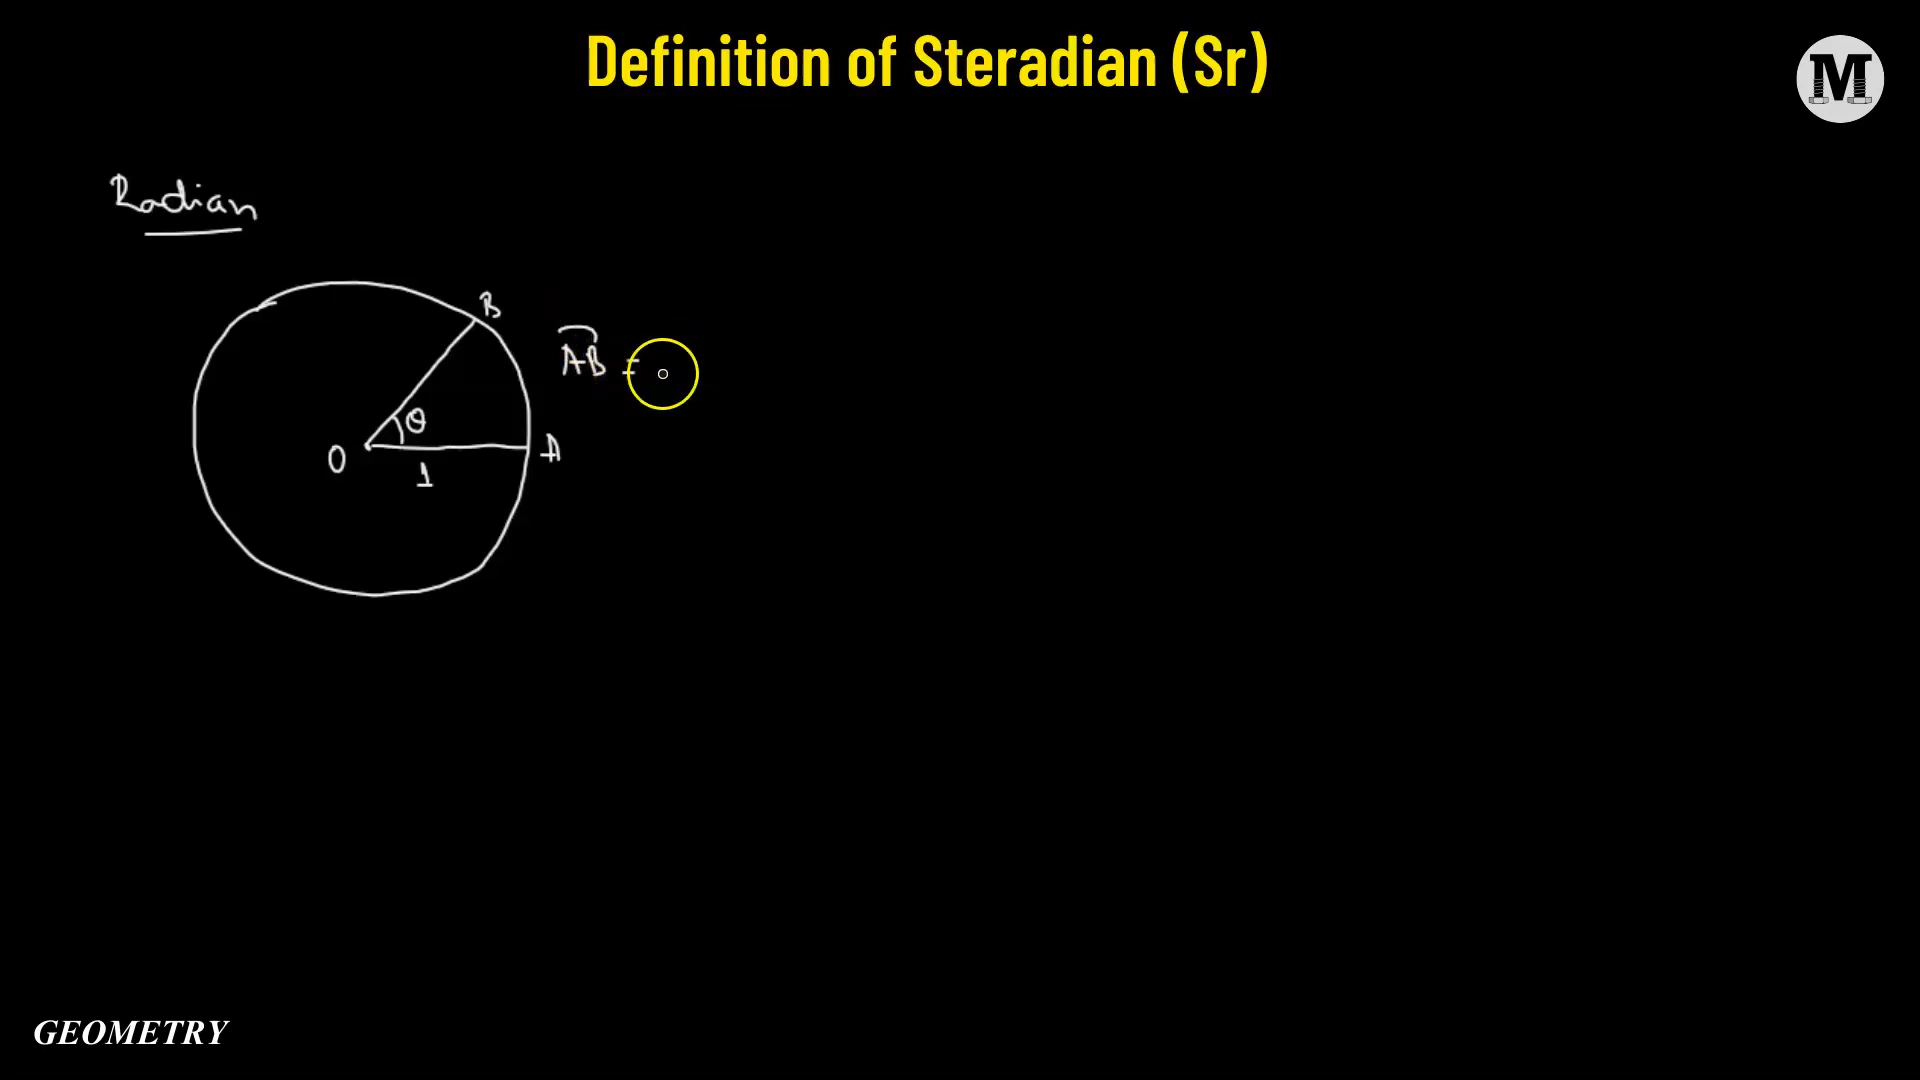 Definition of Steradian (Sr)
M
Radian
B
AB =
θ
O
A
1
GEOMETRY